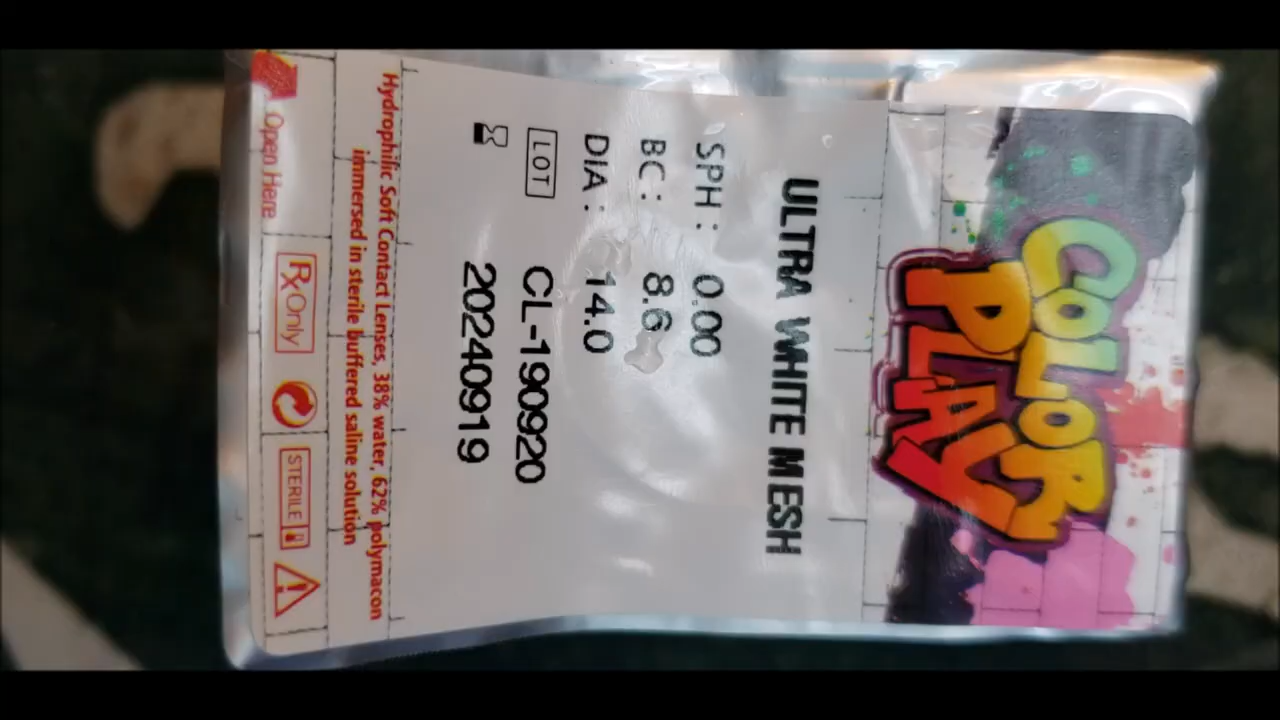 COLOR
PLAY
ULTRA WHITE MESH
SPH : 0.00
BC : 8.6
DIA : 14.0
LOT CL-190920
20240919
Hydrophilic Soft Contact Lenses, 38% water, 62% polymacon
immersed in sterile buffered saline solution
Open Here
Rx Only
STERILE